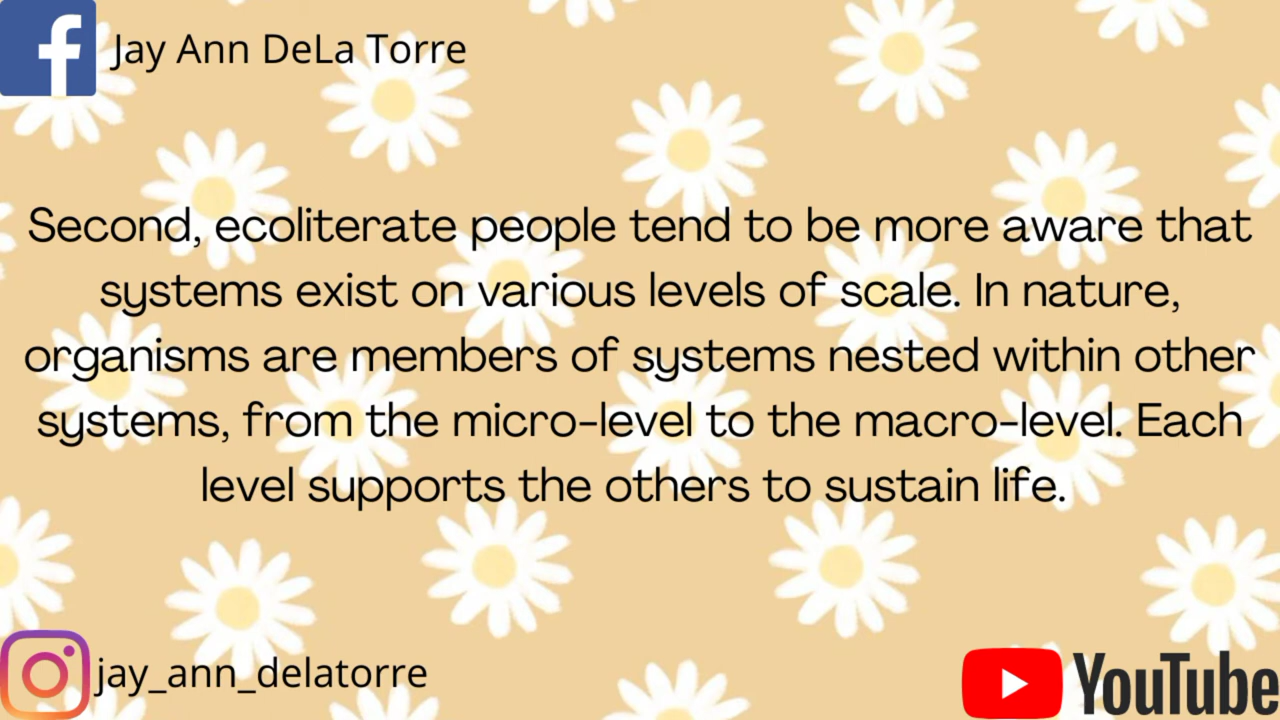 Jay Ann DeLa Torre
Second, ecoliterate people tend to be more aware that
systems exist on various levels of scale. In nature,
organisms are members of systems nested within other
systems, from the micro-level to the macro-level. Each
level supports the others to sustain life.
jay_ann_delatorre
YouTube